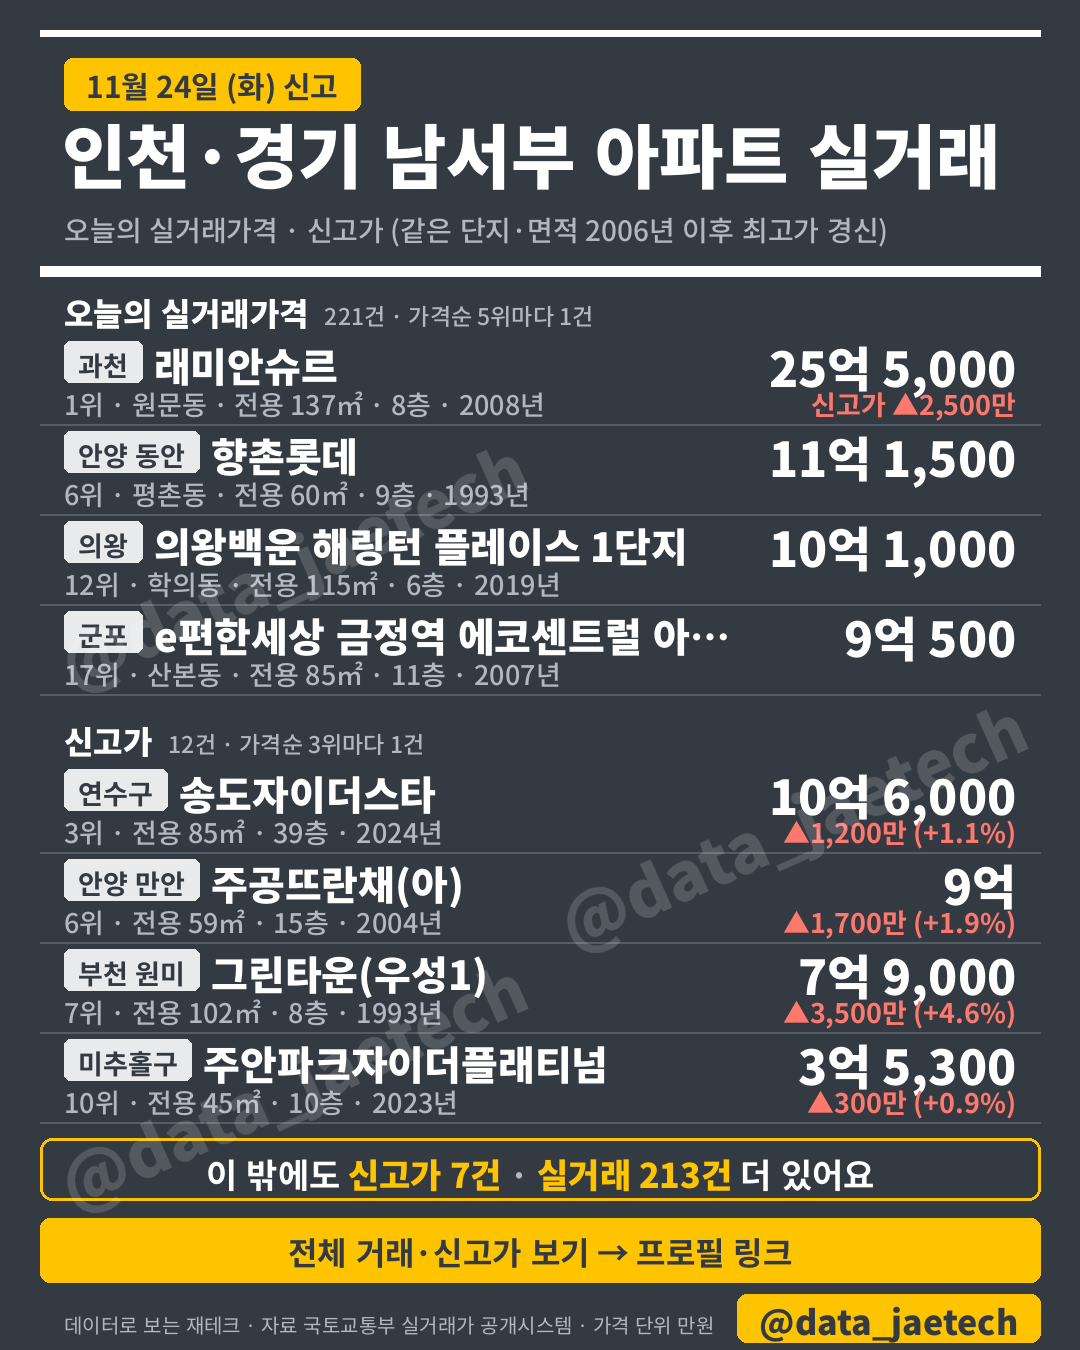 11월 24일 (화) 신고
인천·경기 남서부 아파트 실거래
오늘의 실거래가격 · 신고가 (같은 단지·면적 2006년 이후 최고가 경신)
오늘의 실거래가격 221건 · 가격순 5위마다 1건
과천 래미안슈르 25억 5,000
1위 · 원문동 · 전용 137㎡ · 8층 · 2008년 신고가 ▲2,500만
안양 동안 향촌롯데 11억 1,500
6위 · 평촌동 · 전용 60㎡ · 9층 · 1993년
의왕 의왕백운 해링턴 플레이스 1단지 10억 1,000
12위 · 학의동 · 전용 115㎡ · 6층 · 2019년
군포 e편한세상 금정역 에코센트럴 아… 9억 500
17위 · 산본동 · 전용 85㎡ · 11층 · 2007년
신고가 12건 · 가격순 3위마다 1건
연수구 송도자이더스타 10억 6,000
3위 · 전용 85㎡ · 39층 · 2024년 ▲1,200만 (+1.1%)
안양 만안 주공뜨란채(아) 9억
6위 · 전용 59㎡ · 15층 · 2004년 ▲1,700만 (+1.9%)
부천 원미 그린타운(우성1) 7억 9,000
7위 · 전용 102㎡ · 8층 · 1993년 ▲3,500만 (+4.6%)
미추홀구 주안파크자이더플래티넘 3억 5,300
10위 · 전용 45㎡ · 10층 · 2023년 ▲300만 (+0.9%)
@data_jaetech
@data_jaetech
@data_jaetech
이 밖에도 신고가 7건 · 실거래 213건 더 있어요
전체 거래·신고가 보기 → 프로필 링크
데이터로 보는 재테크 · 자료 국토교통부 실거래가 공개시스템 · 가격 단위 만원 @data_jaetech